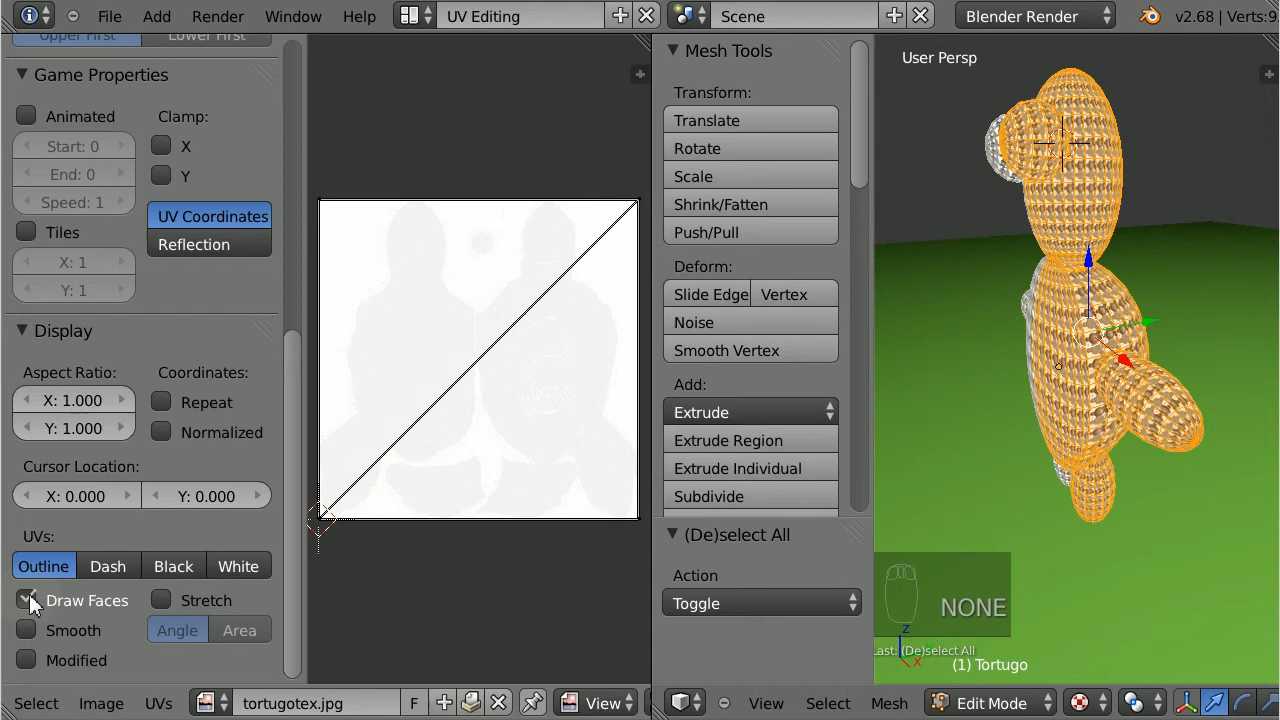 File Add Render Window Help UV Editing Scene Blender Render v2.68 | Verts:9
Upper First Lower First
Game Properties
Animated Clamp:
Start: 0 X
End: 0 Y
Speed: 1
UV Coordinates
Tiles Reflection
X: 1
Y: 1
Display
Aspect Ratio: Coordinates:
X: 1.000 Repeat
Y: 1.000 Normalized
Cursor Location:
X: 0.000 Y: 0.000
UVs:
Outline Dash Black White
Draw Faces Stretch
Smooth Angle Area
Modified
Select Image UVs tortugotex.jpg F View
Mesh Tools
Transform:
Translate
Rotate
Scale
Shrink/Fatten
Push/Pull
Deform:
Slide Edge Vertex
Noise
Smooth Vertex
Add:
Extrude
Extrude Region
Extrude Individual
Subdivide
(De)select All
Action
Toggle
User Persp
NONE
Last: (De)select All
z
x
(1) Tortugo
View Select Mesh Edit Mode